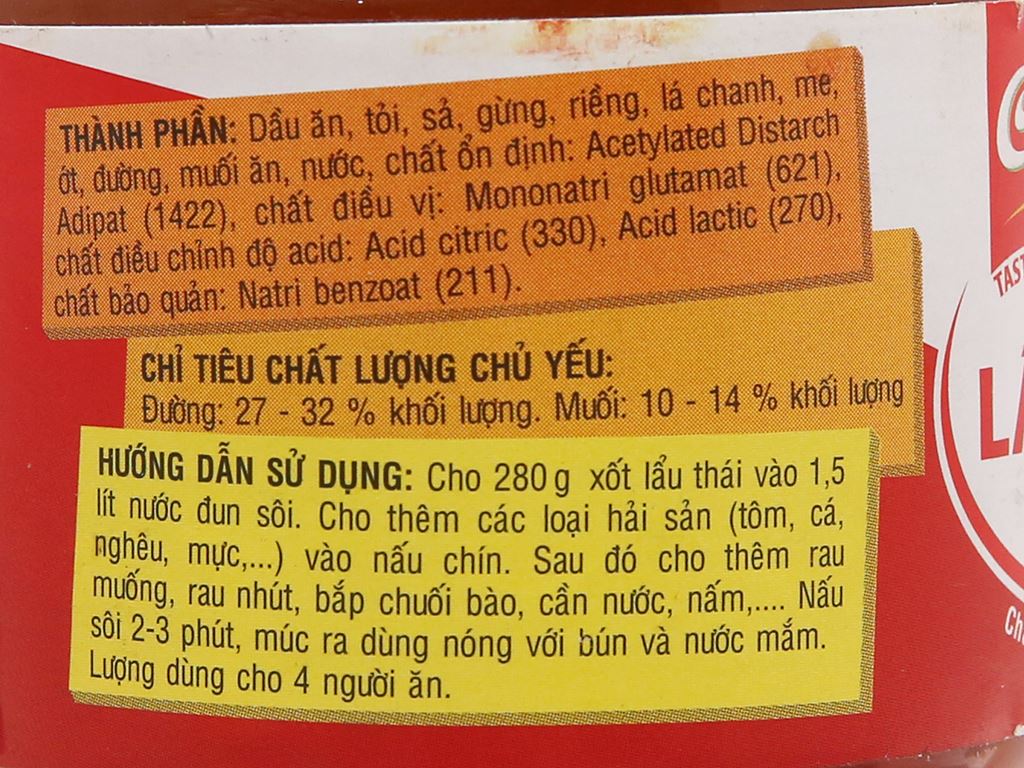 THÀNH PHẦN: Dầu ăn, tỏi, sả, gừng, riềng, lá chanh, me,
ớt, đường, muối ăn, nước, chất ổn định: Acetylated Distarch
Adipat (1422), chất điều vị: Mononatri glutamat (621),
chất điều chỉnh độ acid: Acid citric (330), Acid lactic (270),
chất bảo quản: Natri benzoat (211).
CHỈ TIÊU CHẤT LƯỢNG CHỦ YẾU:
Đường: 27 - 32 % khối lượng. Muối: 10 - 14 % khối lượng
HƯỚNG DẪN SỬ DỤNG: Cho 280g xốt lẩu thái vào 1,5
lít nước đun sôi. Cho thêm các loại hải sản (tôm, cá,
nghêu, mực,...) vào nấu chín. Sau đó cho thêm rau
muống, rau nhút, bắp chuối bào, cần nước, nấm,.... Nấu
sôi 2-3 phút, múc ra dùng nóng với bún và nước mắm.
Lượng dùng cho 4 người ăn.